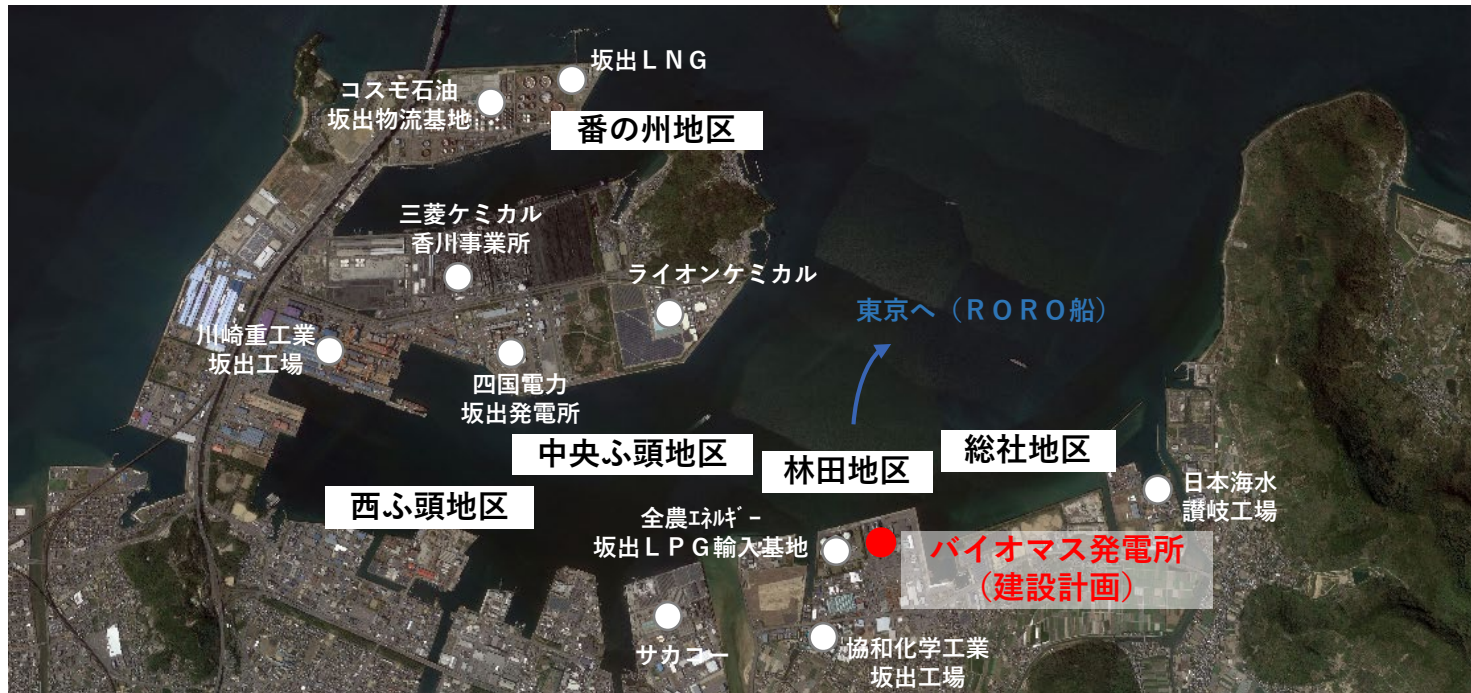 坂出ＬＮＧ
コスモ石油
坂出物流基地
番の州地区
三菱ケミカル
香川事業所
ライオンケミカル
東京へ（ＲＯＲＯ船）
川崎重工業
坂出工場
四国電力
坂出発電所
中央ふ頭地区
林田地区
総社地区
西ふ頭地区
日本海水
讃岐工場
全農ｴﾈﾙｷﾞｰ
坂出ＬＰＧ輸入基地
バイオマス発電所
（建設計画）
サカコー
協和化学工業
坂出工場